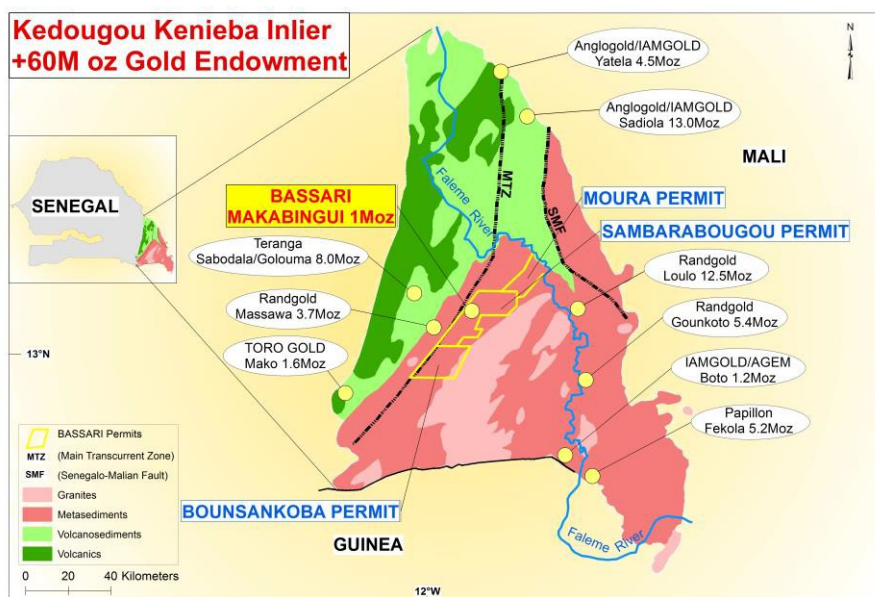 Kedougou Kenieba Inlier
+60M oz Gold Endowment
N
Anglogold/IAMGOLD
Yatela 4.5Moz
Anglogold/IAMGOLD
Sadiola 13.0Moz
MALI
SENEGAL
Faleme River
MTZ
SMF
BASSARI
MAKABINGUI 1Moz
MOURA PERMIT
SAMBARABOUGOU PERMIT
Teranga
Sabodala/Golouma 8.0Moz
Randgold
Loulo 12.5Moz
Randgold
Massawa 3.7Moz
Randgold
Gounkoto 5.4Moz
13°N
TORO GOLD
Mako 1.6Moz
IAMGOLD/AGEM
Boto 1.2Moz
Papillon
Fekola 5.2Moz
BASSARI Permits
MTZ (Main Transcurrent Zone)
SMF (Senegalo-Malian Fault)
Granites
Metasediments
Volcanosediments
Volcanics
0 20 40 Kilometers
BOUNSANKOBA PERMIT
GUINEA
Faleme River
12°W